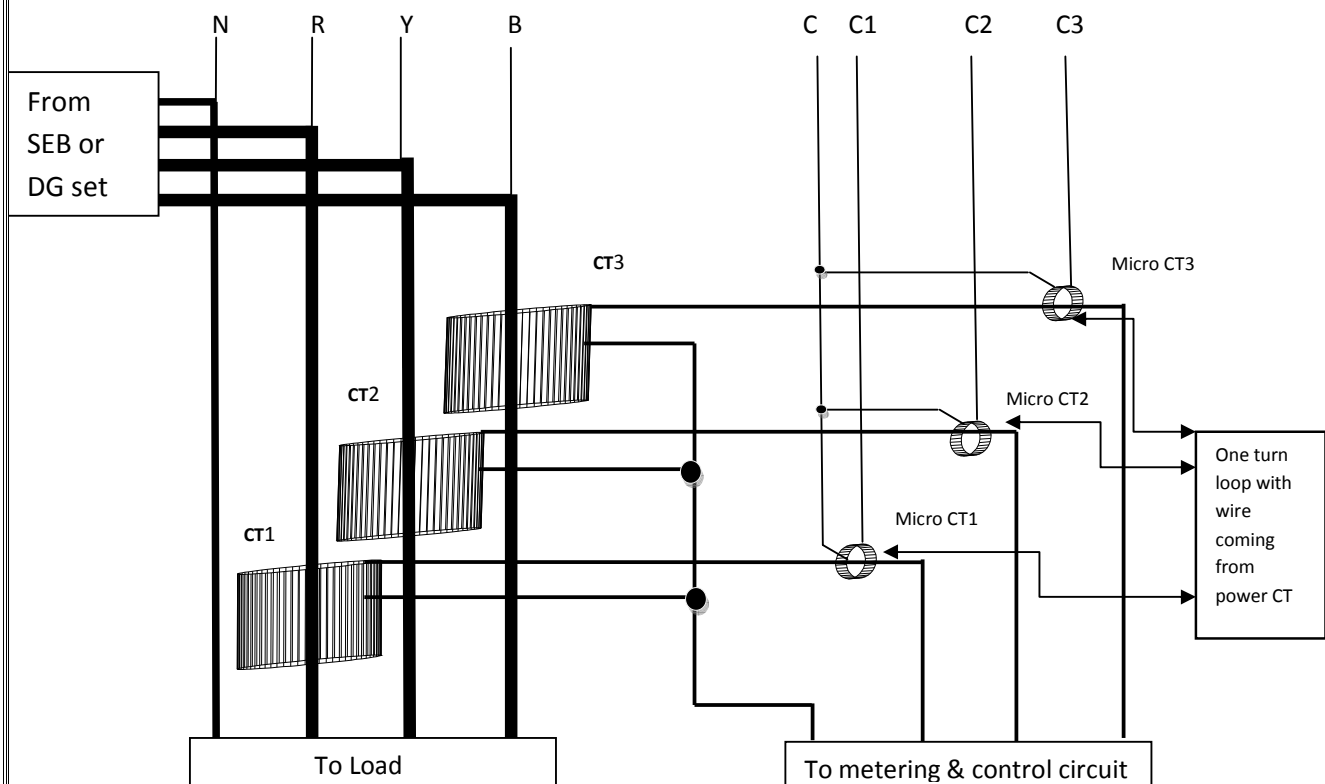 N R Y B C C1 C2 C3
From
SEB or
DG set
CT3
Micro CT3
CT2
Micro CT2
One turn
loop with
wire
coming
from
power CT
CT1
Micro CT1
To Load
To metering & control circuit